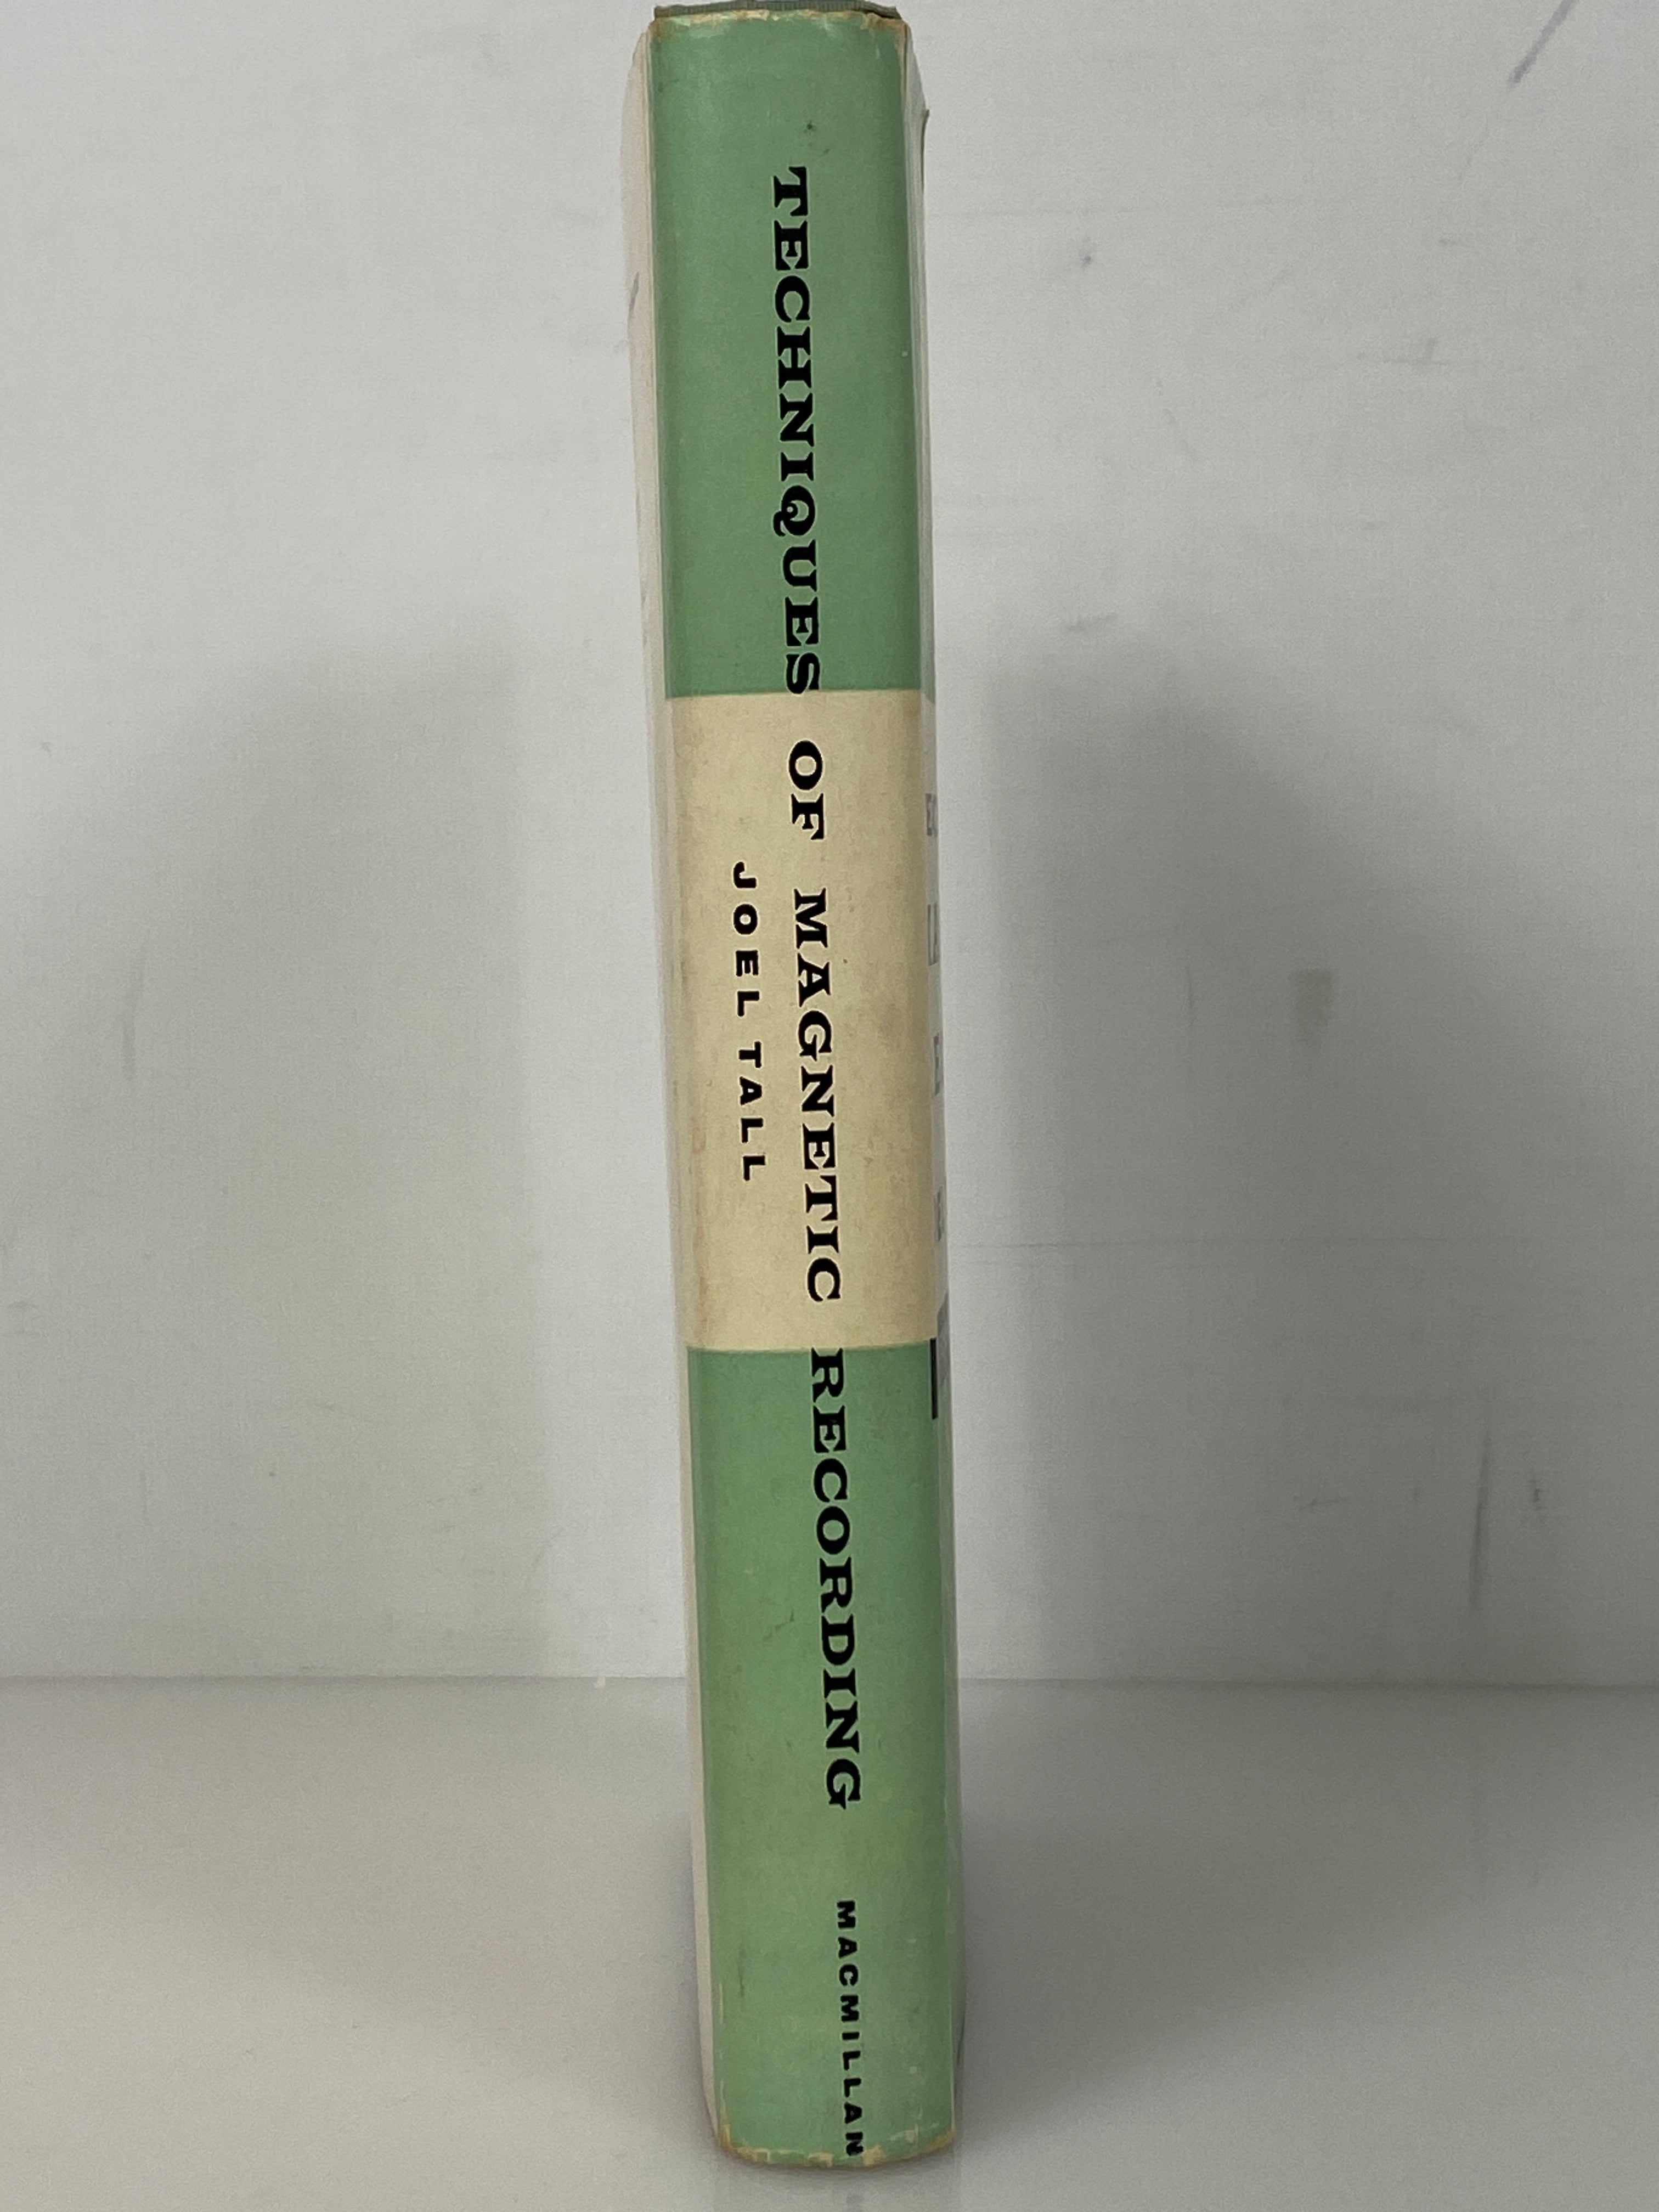 TECHNIQUES OF MAGNETIC RECORDING
JOEL TALL
MACMILLAN